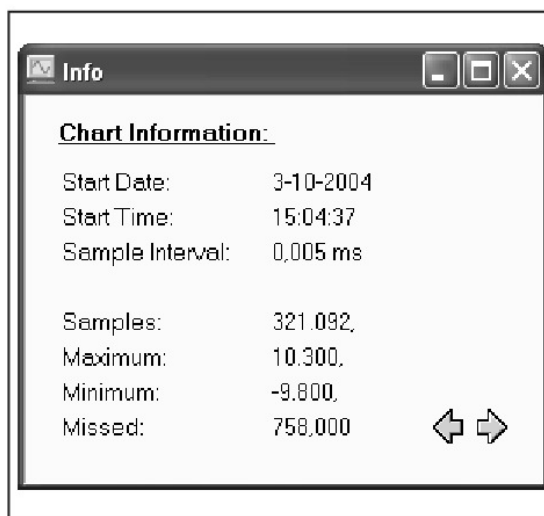 Info
Chart Information:
Start Date: 3-10-2004
Start Time: 15:04:37
Sample Interval: 0,005 ms
Samples: 321.092,
Maximum: 10.300,
Minimum: -9.800,
Missed: 758,000